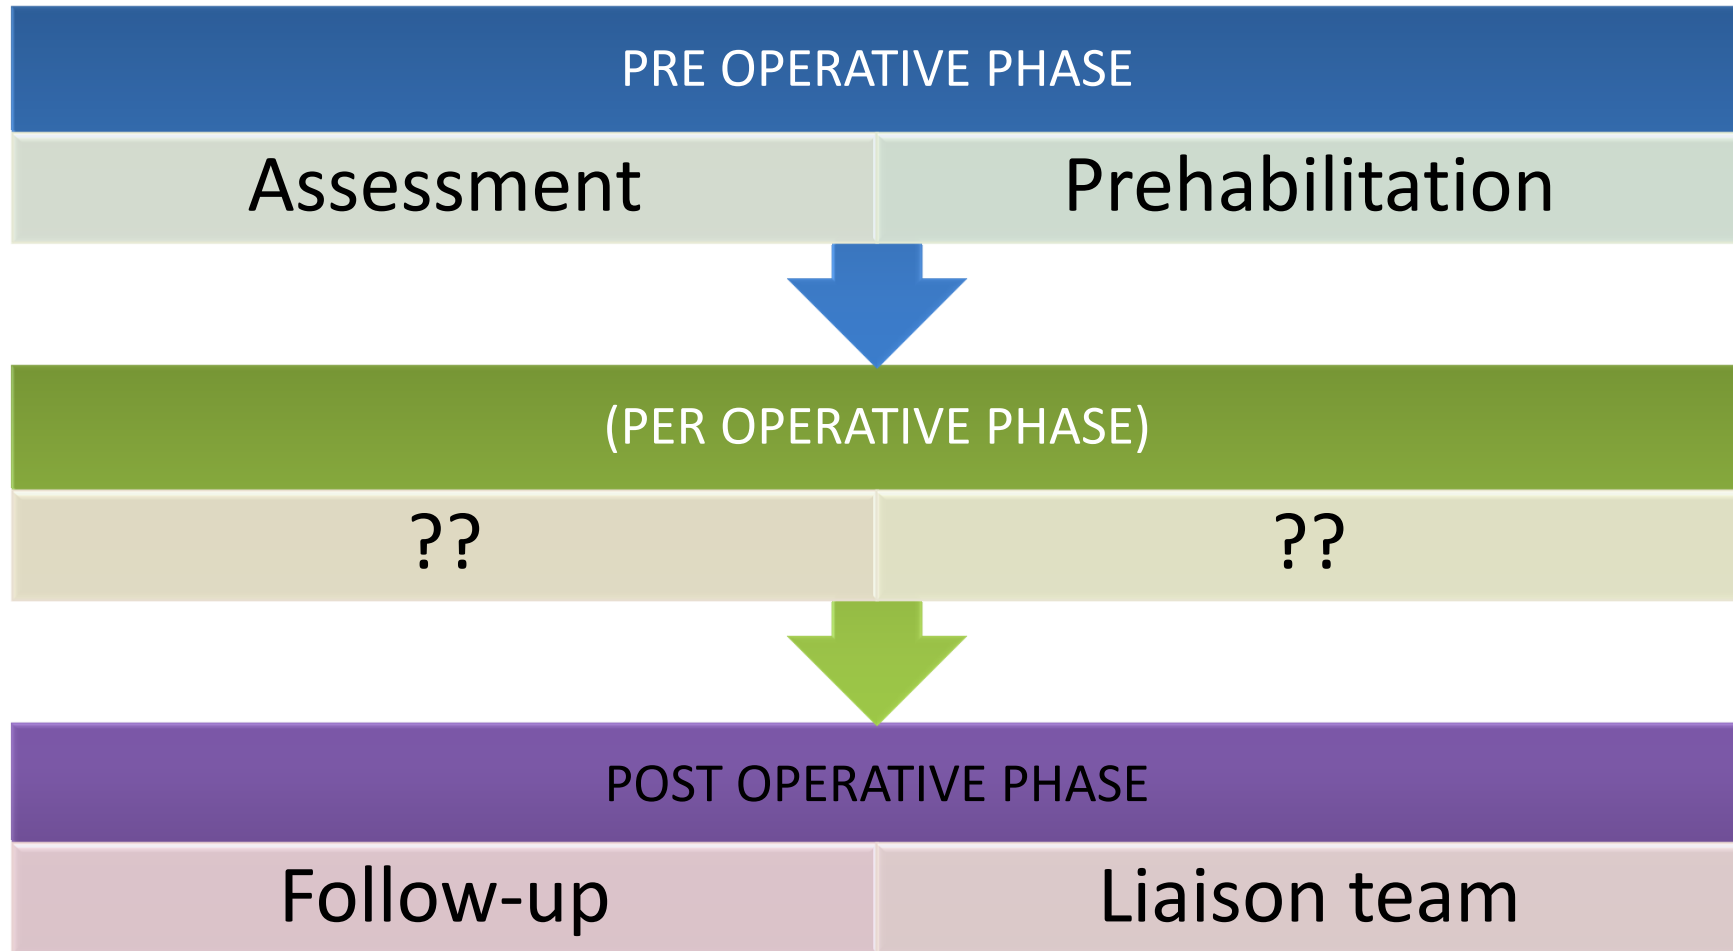 PRE OPERATIVE PHASE
Assessment
Prehabilitation
(PER OPERATIVE PHASE)
??
??
POST OPERATIVE PHASE
Follow-up
Liaison team